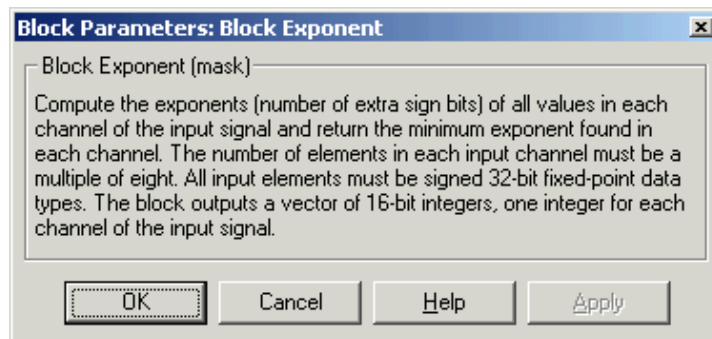 Block Parameters: Block Exponent
Block Exponent (mask)
Compute the exponents (number of extra sign bits) of all values in each
channel of the input signal and return the minimum exponent found in
each channel. The number of elements in each input channel must be a
multiple of eight. All input elements must be signed 32-bit fixed-point data
types. The block outputs a vector of 16-bit integers, one integer for each
channel of the input signal.
OK Cancel Help Apply